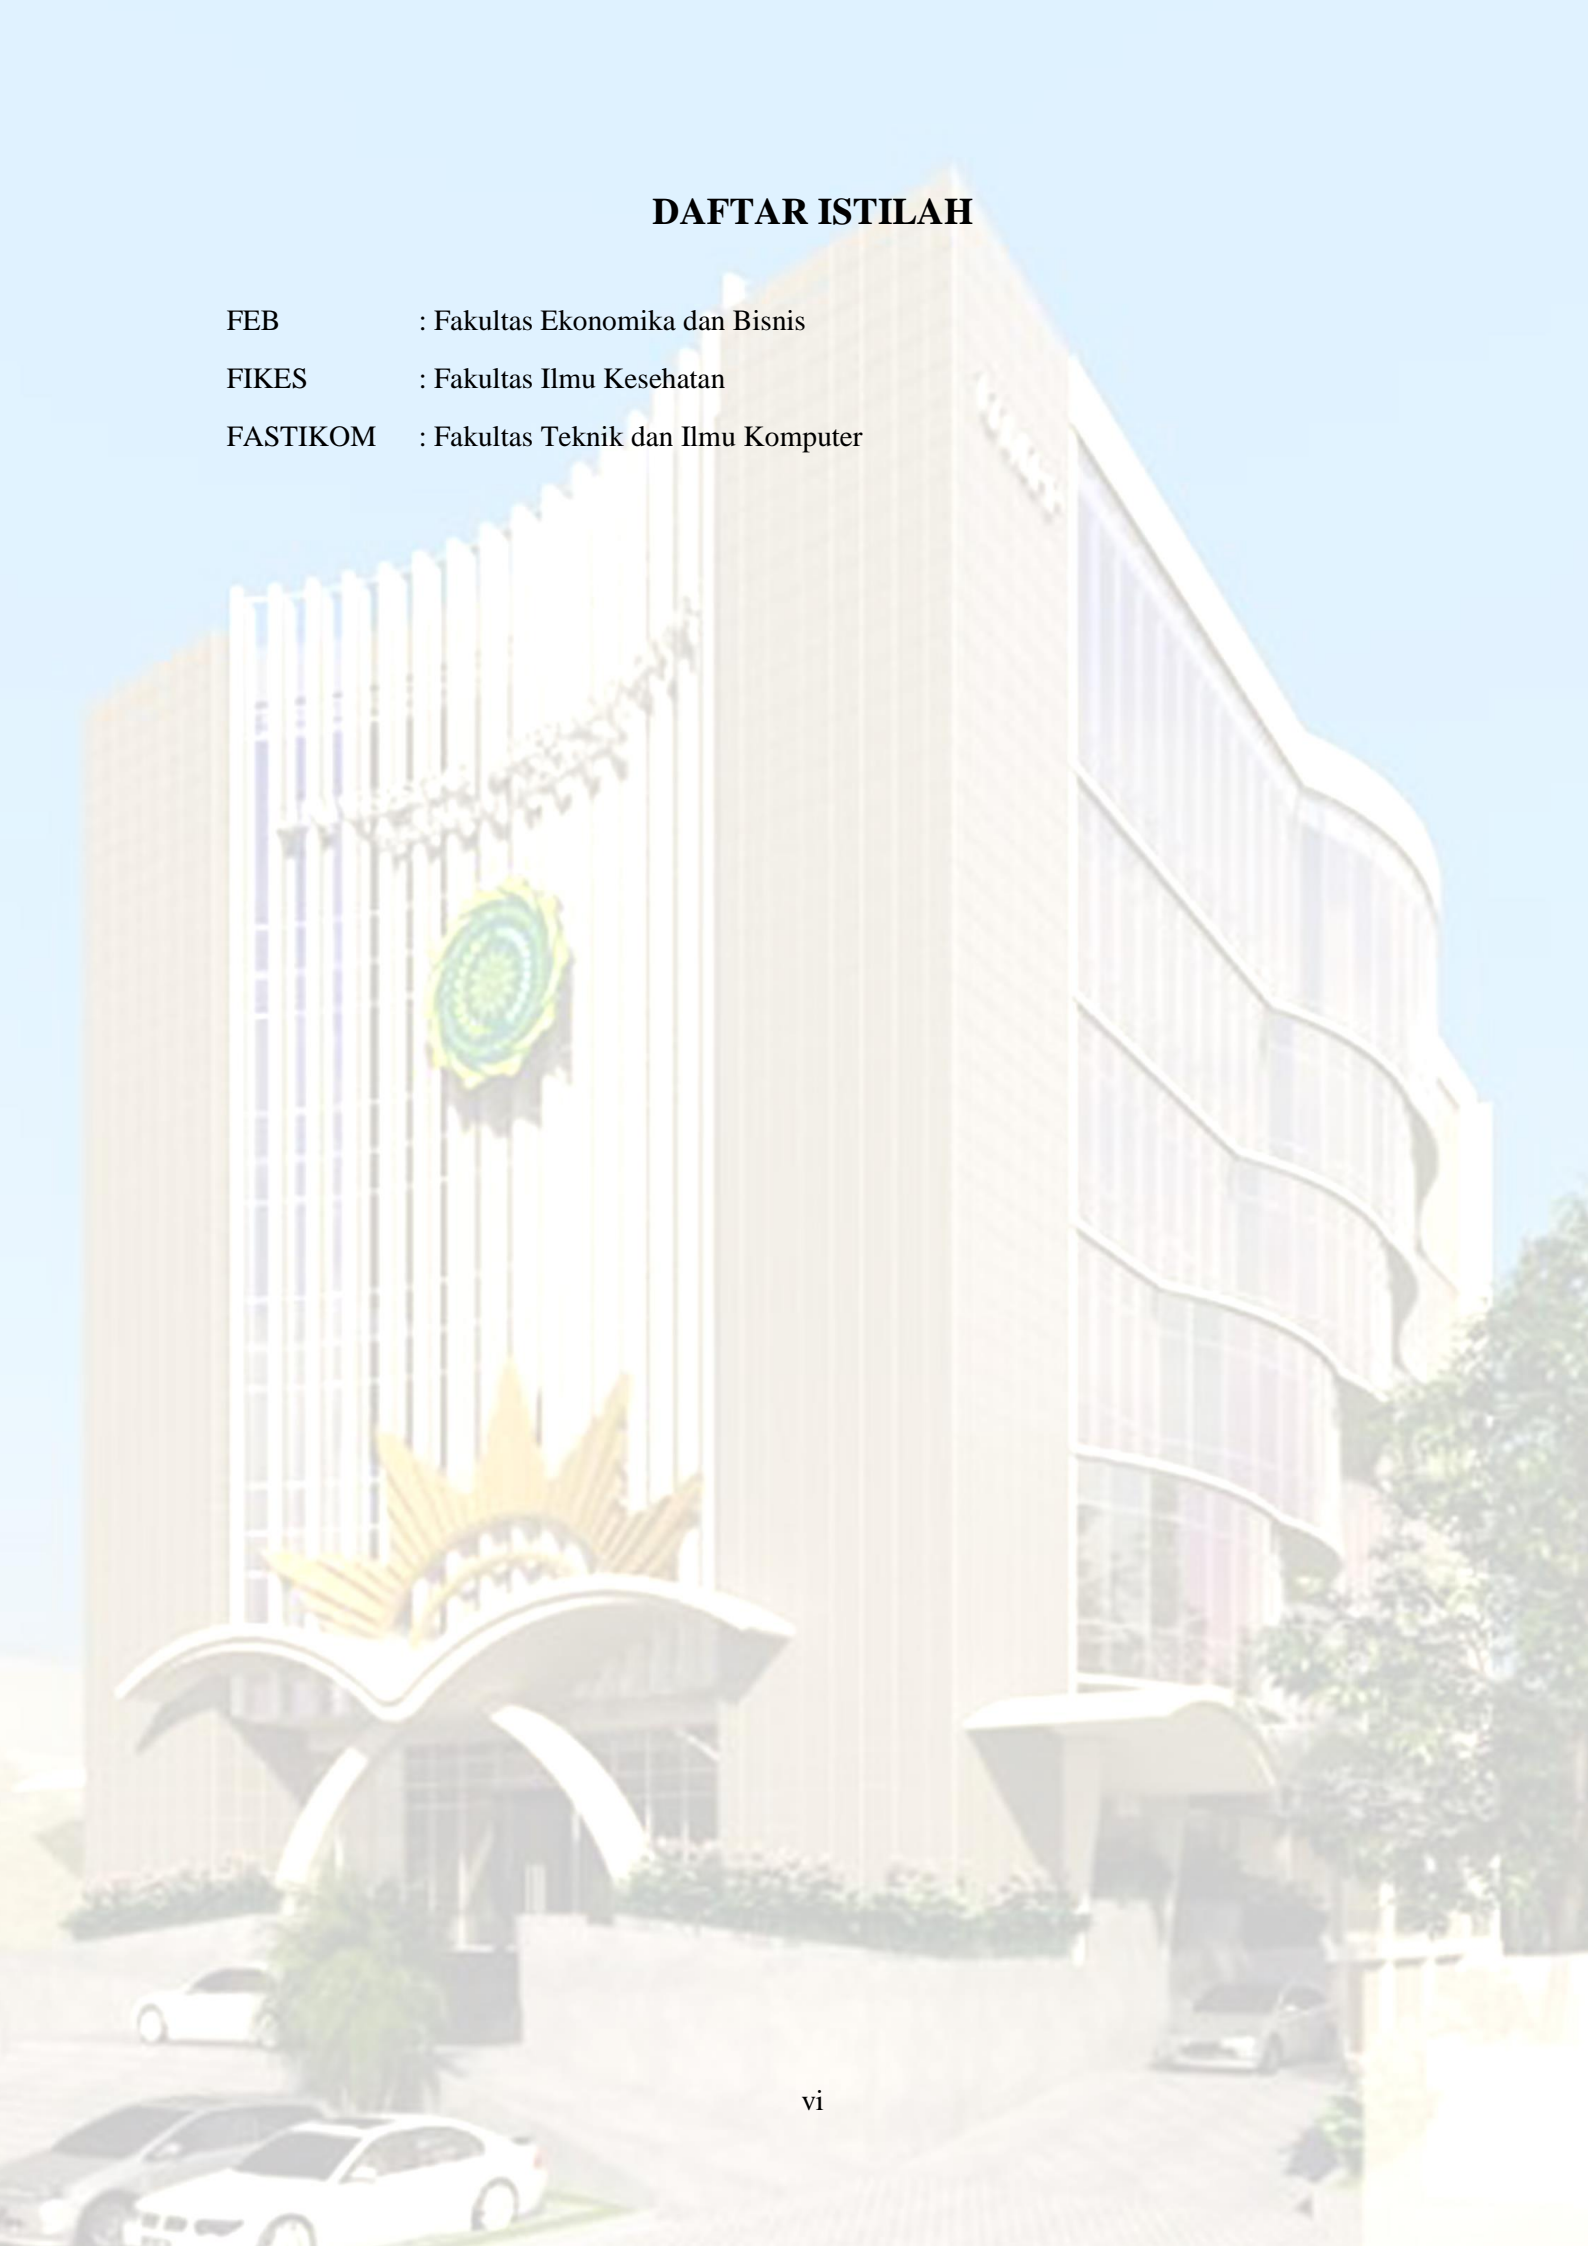 DAFTAR ISTILAH
FEB : Fakultas Ekonomika dan Bisnis
FIKES : Fakultas Ilmu Kesehatan
FASTIKOM : Fakultas Teknik dan Ilmu Komputer
vi